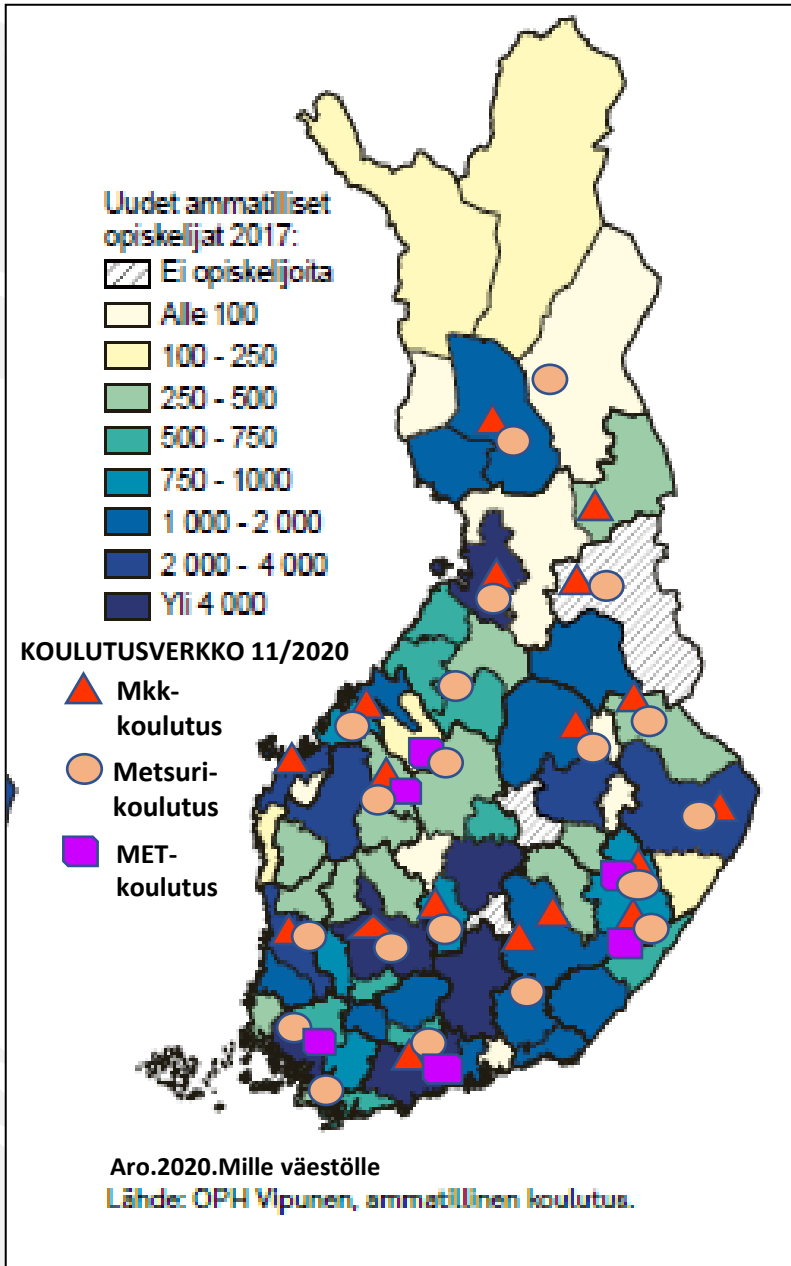 Uudet ammatilliset
opiskelijat 2017:
Ei opiskelijoita
Alle 100
100 - 250
250 - 500
500 - 750
750 - 1000
1 000 - 2 000
2 000 - 4 000
Yli 4 000
KOULUTUSVERKKO 11/2020
Mkk-
koulutus
Metsuri-
koulutus
MET-
koulutus
Aro.2020.Mille väestölle
Lähde: OPH Vipunen, ammatillinen koulutus.